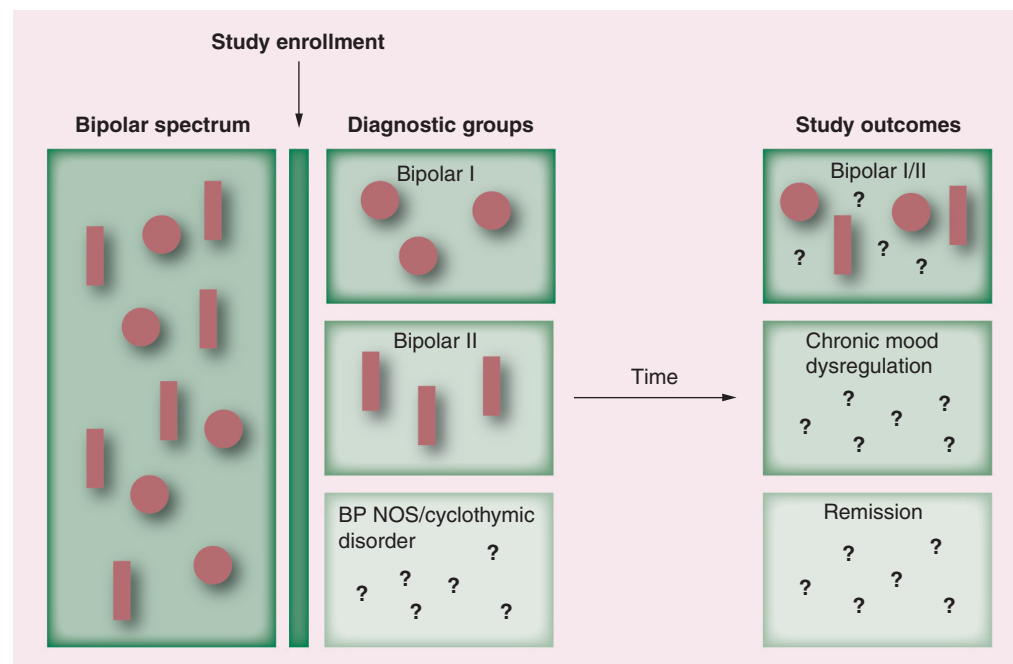 Study enrollment
Bipolar spectrum
Diagnostic groups
Study outcomes
Bipolar I
Bipolar II
BP NOS/cyclothymic
disorder
? ? ? ? ? ?
Time
Bipolar I/II
? ? ? ?
Chronic mood
dysregulation
? ? ? ? ? ?
Remission
? ? ? ? ? ?